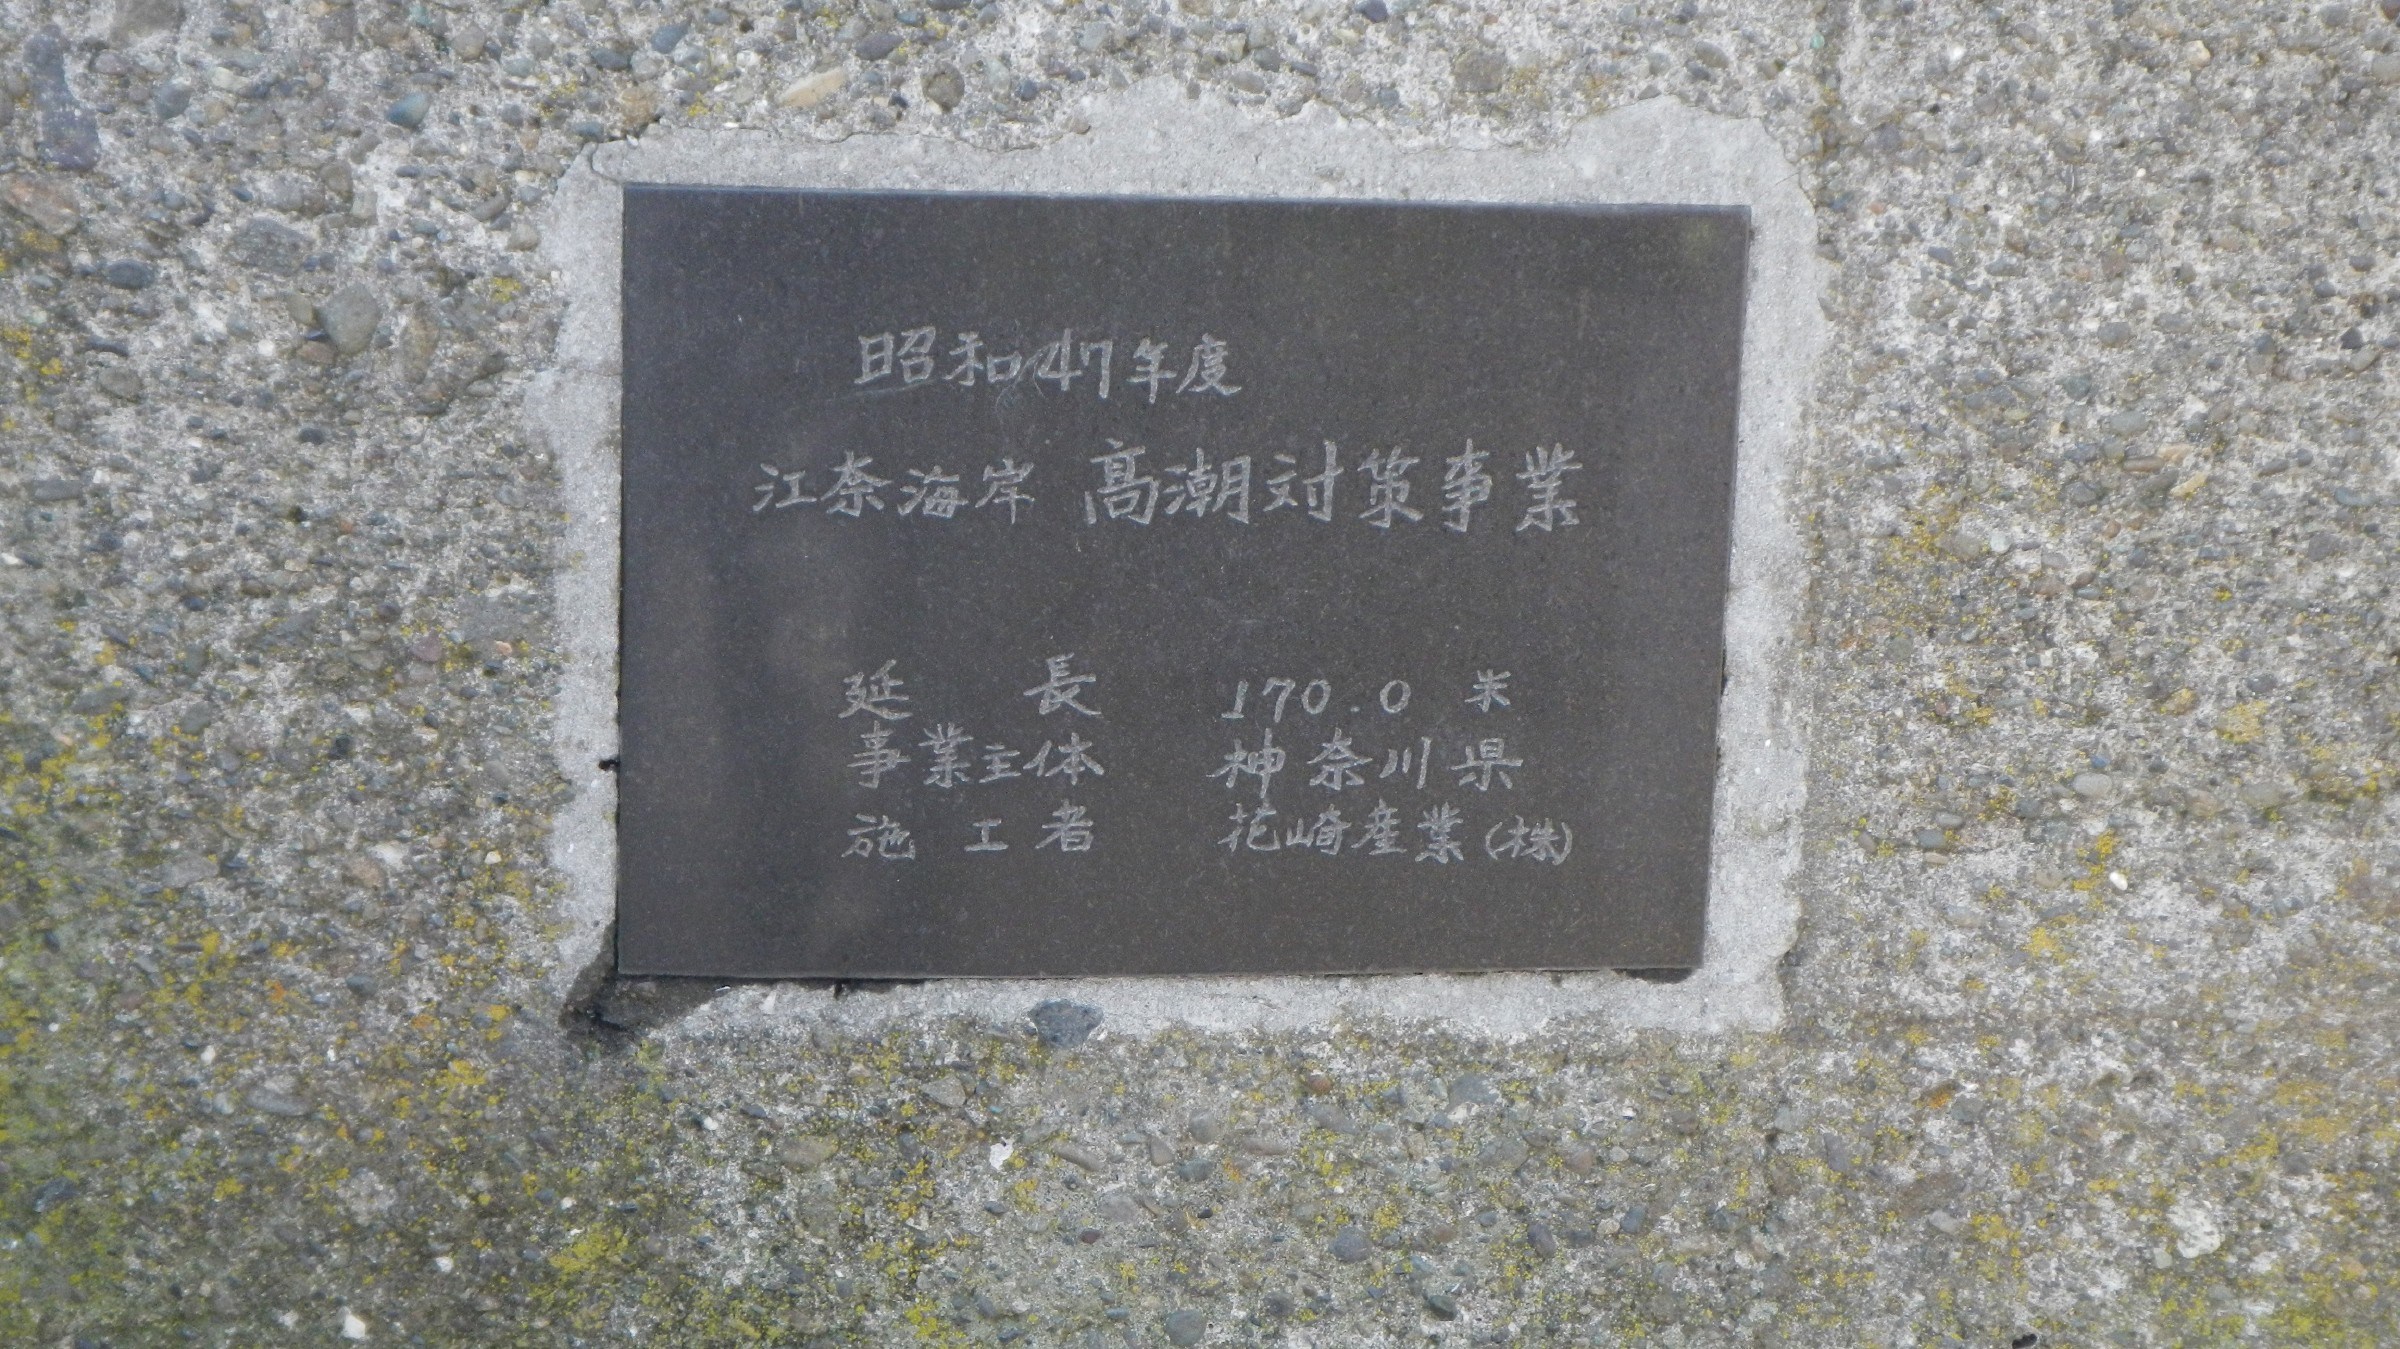 昭和47年度
江奈海岸 高潮対策事業
延長 170.0 米
事業主体 神奈川県
施工者 花崎産業(株)